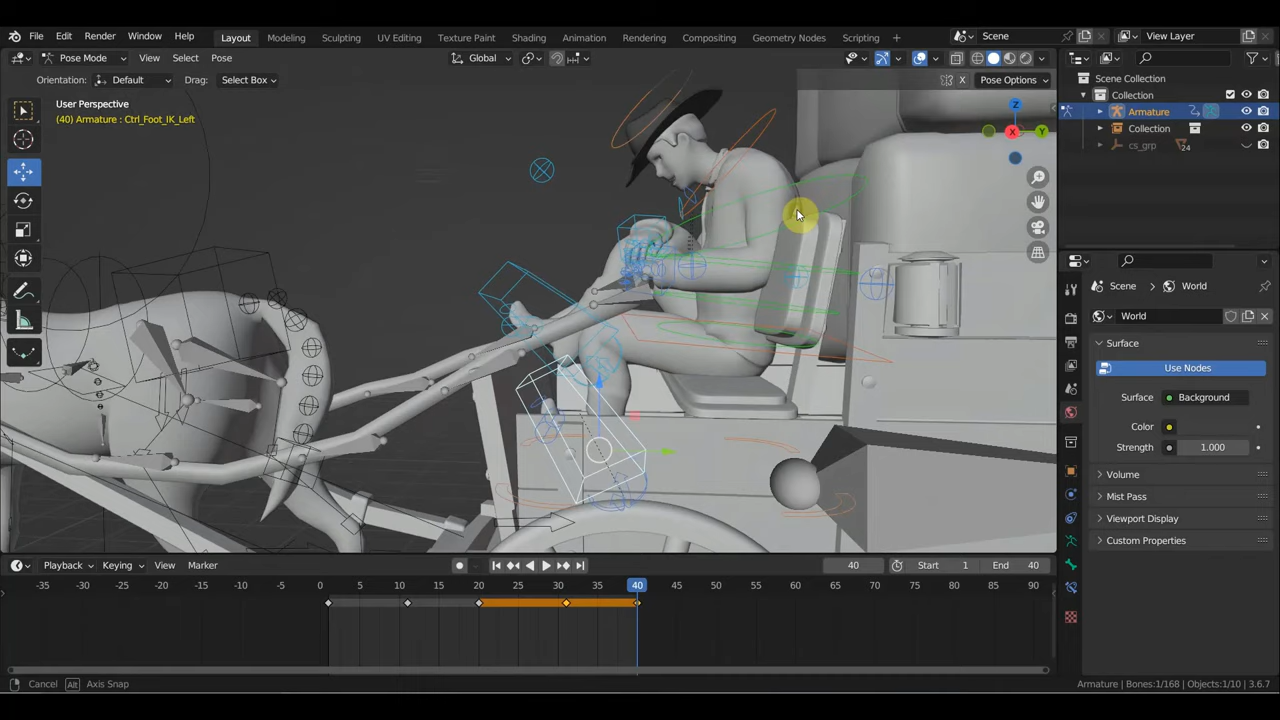 File Edit Render Window Help Layout Modeling Sculpting UV Editing Texture Paint Shading Animation Rendering Compositing Geometry Nodes Scripting + Scene View Layer
Pose Mode View Select Pose Global
Orientation: Default Drag: Select Box X Pose Options
User Perspective
(40) Armature : Ctrl_Foot_IK_Left
Z
X
Y
Scene Collection
Collection
Armature
Collection
cs_grp 24
Scene World
World
Surface
Use Nodes
Surface Background
Color
Strength 1.000
Volume
Mist Pass
Viewport Display
Custom Properties
Playback Keying View Marker 40 Start 1 End 40
-35 -30 -25 -20 -15 -10 -5 0 5 10 15 20 25 30 35 40 45 50 55 60 65 70 75 80 85 90
Cancel Alt Axis Snap Armature | Bones:1/168 | Objects:1/10 | 3.6.7